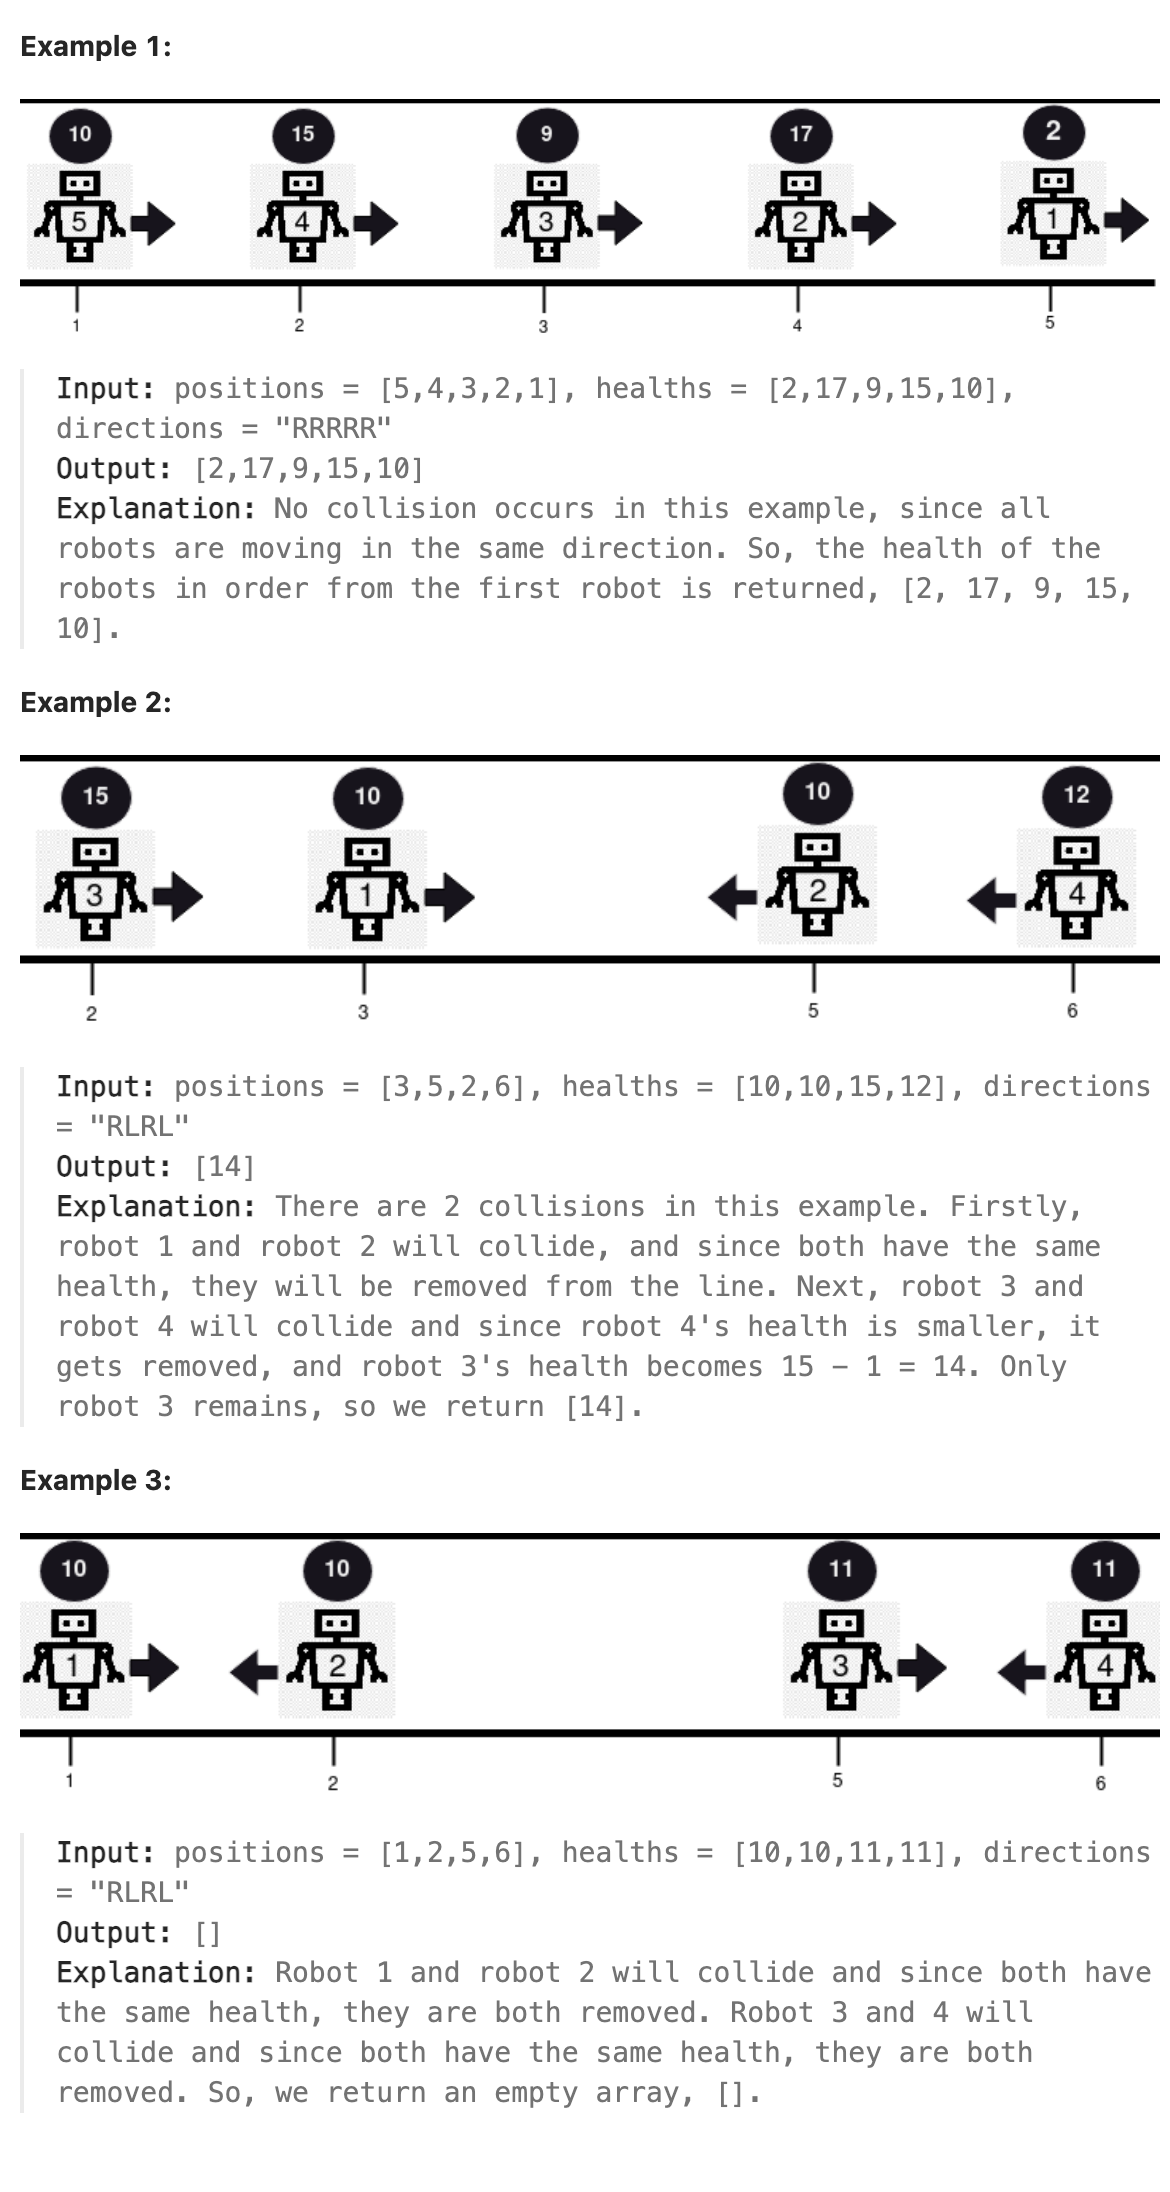 Example 1:
10 15 9 17 2
5 4 3 2 1
1 2 3 4 5
Input: positions = [5,4,3,2,1], healths = [2,17,9,15,10],
directions = "RRRRR"
Output: [2,17,9,15,10]
Explanation: No collision occurs in this example, since all
robots are moving in the same direction. So, the health of the
robots in order from the first robot is returned, [2, 17, 9, 15,
10].
Example 2:
15 10 10 12
3 1 2 4
2 3 5 6
Input: positions = [3,5,2,6], healths = [10,10,15,12], directions
= "RLRL"
Output: [14]
Explanation: There are 2 collisions in this example. Firstly,
robot 1 and robot 2 will collide, and since both have the same
health, they will be removed from the line. Next, robot 3 and
robot 4 will collide and since robot 4's health is smaller, it
gets removed, and robot 3's health becomes 15 - 1 = 14. Only
robot 3 remains, so we return [14].
Example 3:
10 10 11 11
1 2 3 4
1 2 5 6
Input: positions = [1,2,5,6], healths = [10,10,11,11], directions
= "RLRL"
Output: []
Explanation: Robot 1 and robot 2 will collide and since both have
the same health, they are both removed. Robot 3 and 4 will
collide and since both have the same health, they are both
removed. So, we return an empty array, [].